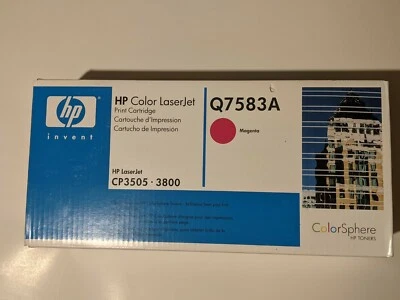 hp
invent
HP Color LaserJet
Print Cartridge
Cartouche d'Impression
Cartucho de Impresión
HP LaserJet
CP3505 · 3800
Q7583A
Magenta
ColorSphere
HP TONERS